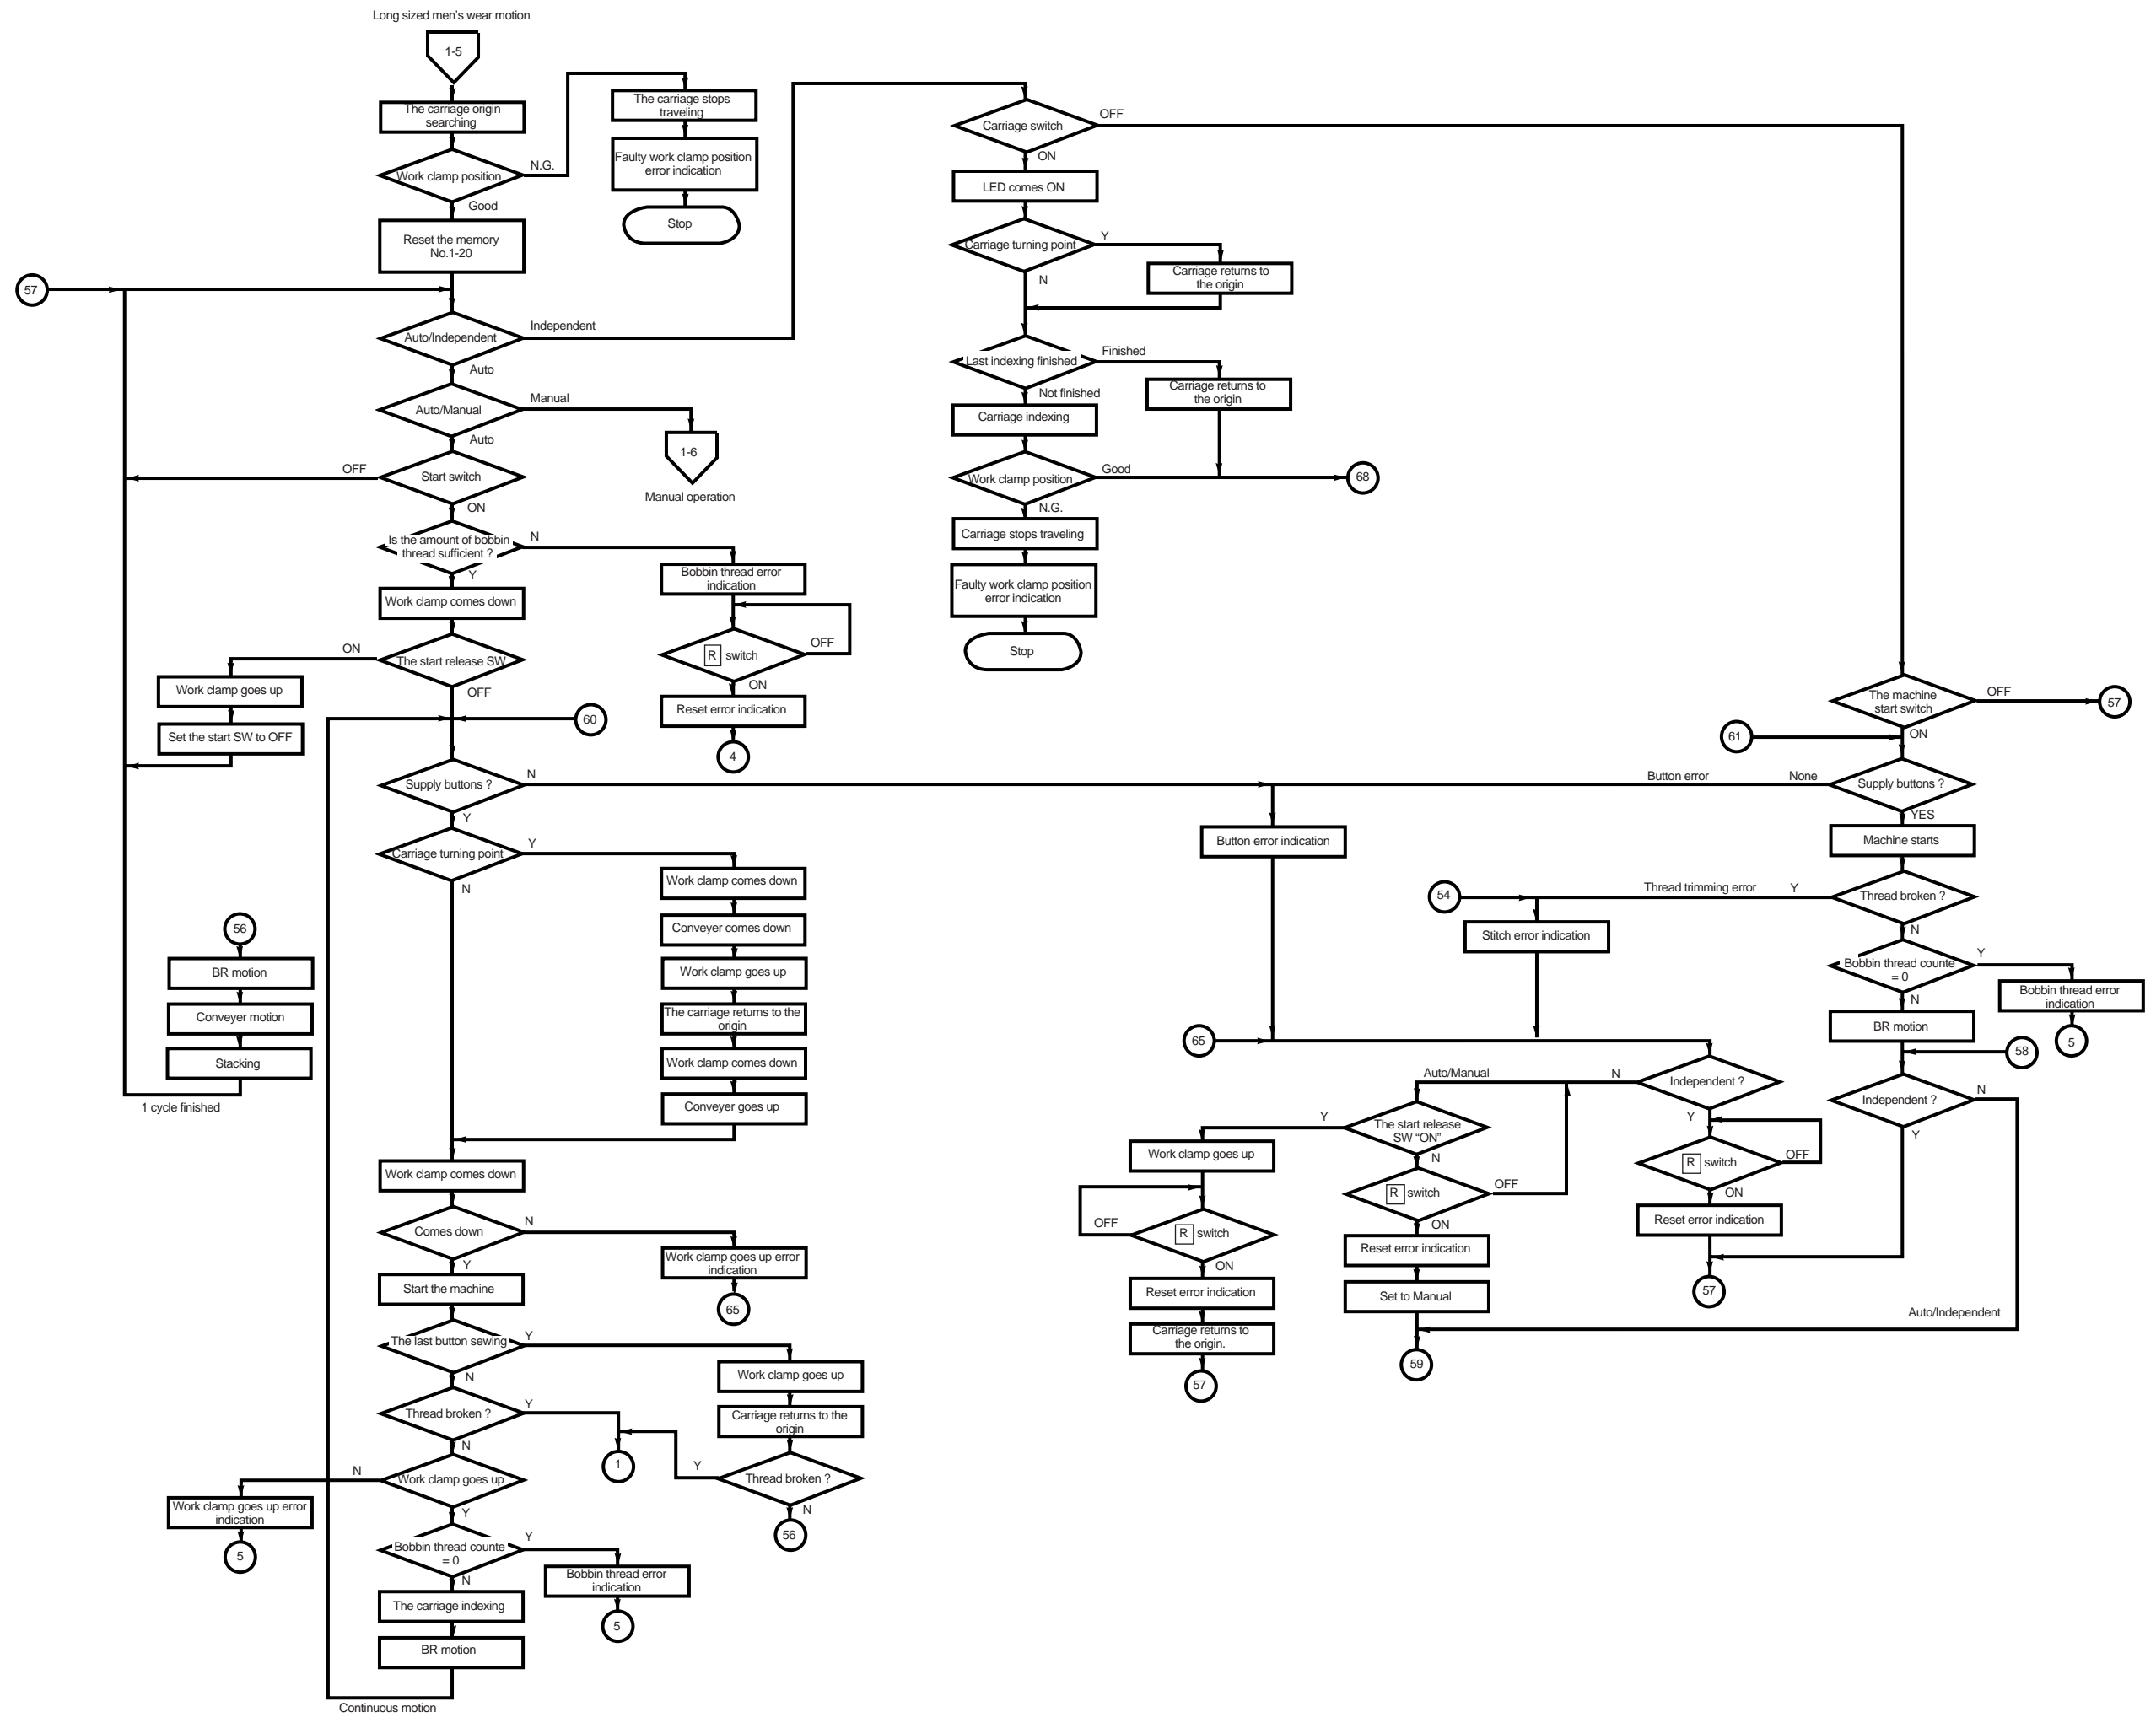 Long sized men's wear motion
1-5
The carriage origin
searching
Work clamp position
N.G.
Good
The carriage stops
traveling
Faulty work clamp position
error indication
Stop
Reset the memory
No.1-20
57
Auto/Independent
Independent
Auto
Auto/Manual
Manual
Auto
1-6
Manual operation
Start switch
OFF
ON
Is the amount of bobbin
thread sufficient ?
N
Y
Bobbin thread error
indication
R switch
OFF
ON
Reset error indication
4
Work clamp comes down
The start release SW
ON
OFF
Work clamp goes up
Set the start SW to OFF
60
Supply buttons ?
N
Y
Carriage turning point
Y
N
Work clamp comes down
Conveyer comes down
Work clamp goes up
The carriage returns to the
origin
Work clamp comes down
Conveyer goes up
56
BR motion
Conveyer motion
Stacking
1 cycle finished
Work clamp comes down
Comes down
N
Y
Work clamp goes up error
indication
65
Start the machine
The last button sewing
Y
N
Work clamp goes up
Carriage returns to the
origin
Thread broken ?
Y
N
56
Thread broken ?
Y
N
1
Work clamp goes up
N
Y
Work clamp goes up error
indication
5
Bobbin thread counte
= 0
Y
N
Bobbin thread error
indication
5
The carriage indexing
BR motion
Continuous motion
Carriage switch
OFF
ON
LED comes ON
Carriage turning point
Y
N
Carriage returns to
the origin
Last indexing finished
Finished
Not finished
Carriage returns to
the origin
Carriage indexing
Work clamp position
Good
68
N.G.
Carriage stops traveling
Faulty work clamp position
error indication
Stop
The machine
start switch
OFF
57
ON
61
Supply buttons ?
None
Button error
YES
Button error indication
Machine starts
Thread broken ?
Y
Thread trimming error
54
N
Stitch error indication
Bobbin thread counte
= 0
Y
N
Bobbin thread error
indication
5
BR motion
58
65
Independent ?
N
Y
Auto/Independent
Independent ?
N
Auto/Manual
Y
R switch
OFF
ON
Reset error indication
57
The start release
SW “ON”
Y
N
R switch
OFF
ON
Reset error indication
Set to Manual
59
Work clamp goes up
R switch
OFF
ON
Reset error indication
Carriage returns to
the origin.
57